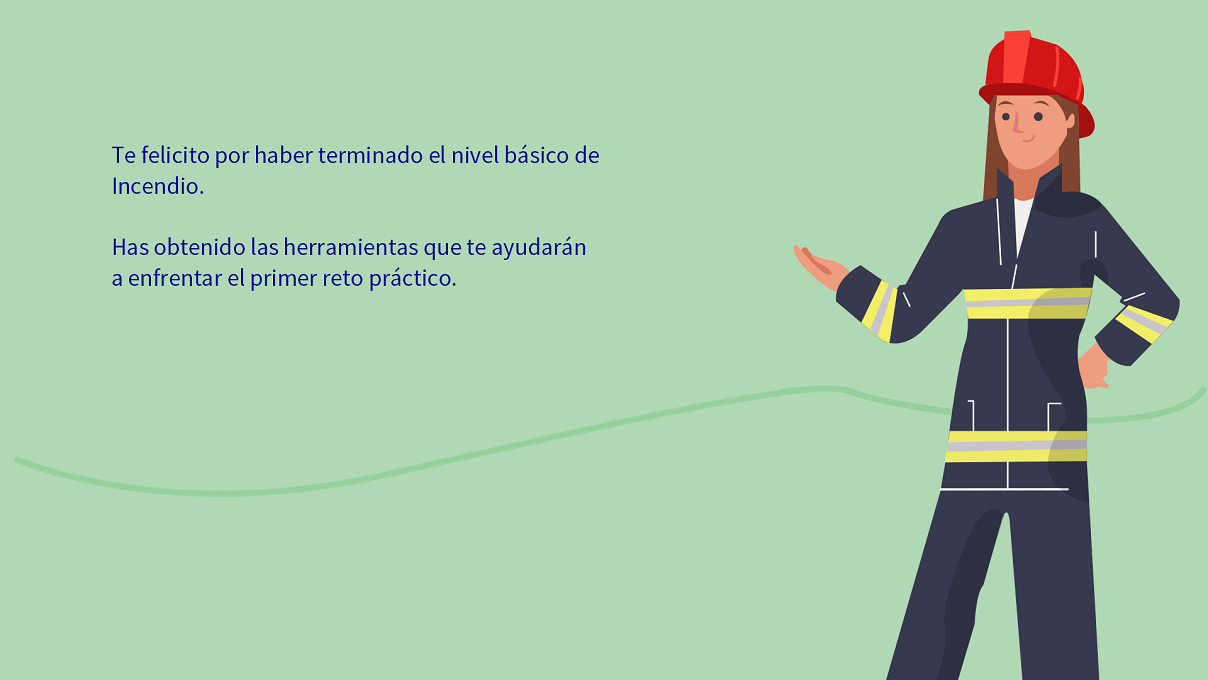 Te felicito por haber terminado el nivel básico de
Incendio.
Has obtenido las herramientas que te ayudarán
a enfrentar el primer reto práctico.